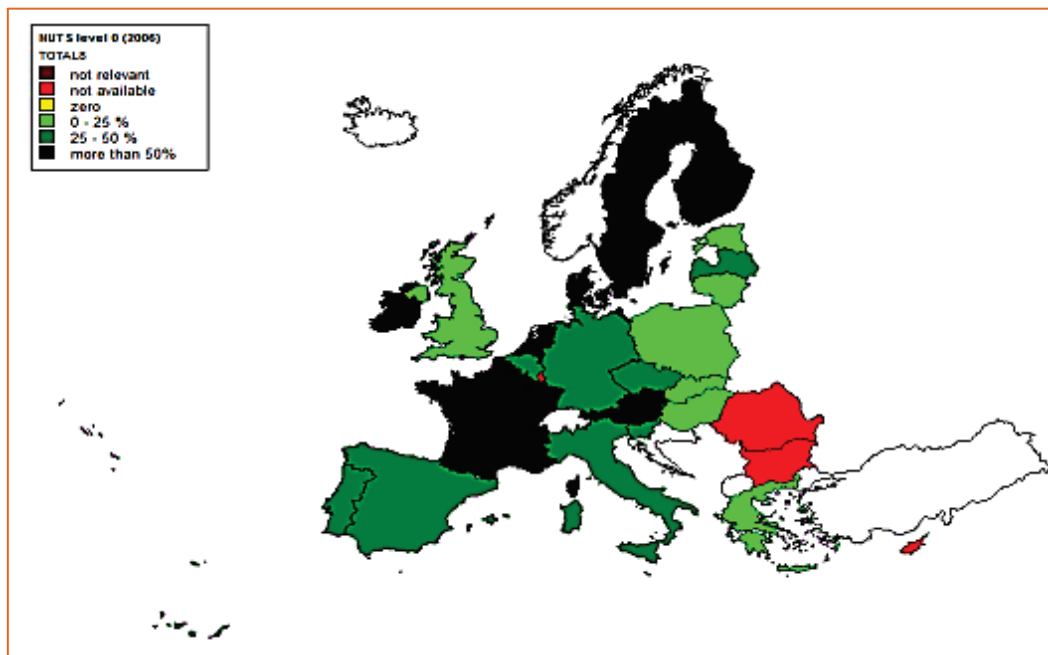 NUTS level 0 (2006)
TOTALS
not relevant
not available
zero
0 - 25 %
25 - 50 %
more than 50%